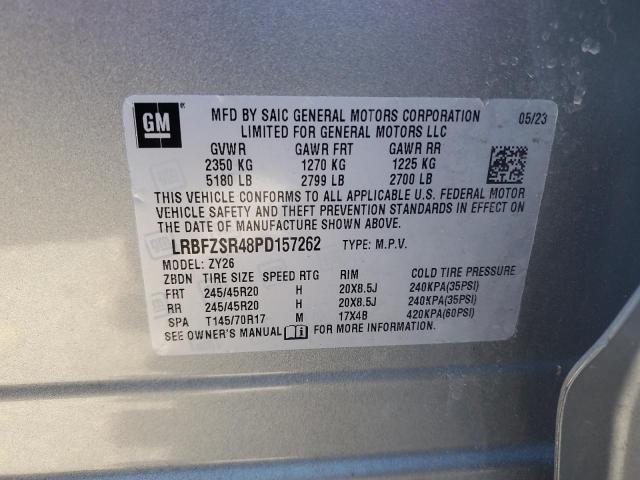 GM
MFD BY SAIC GENERAL MOTORS CORPORATION 05/23
LIMITED FOR GENERAL MOTORS LLC
GVWR GAWR FRT GAWR RR
2350 KG 1270 KG 1225 KG
5180 LB 2799 LB 2700 LB
THIS VEHICLE CONFORMS TO ALL APPLICABLE U.S. FEDERAL MOTOR
VEHICLE SAFETY AND THEFT PREVENTION STANDARDS IN EFFECT ON THE
DATE OF MANUFACTURE SHOWN ABOVE.
LRBFZSR48PD157262 TYPE: M.P.V.
MODEL: ZY26
ZBDN TIRE SIZE SPEED RTG RIM COLD TIRE PRESSURE
FRT 245/45R20 H 20X8.5J 240KPA(35PSI)
RR 245/45R20 H 20X8.5J 240KPA(35PSI)
SPA T145/70R17 M 17X4B 420KPA(60PSI)
SEE OWNER'S MANUAL FOR MORE INFORMATION.